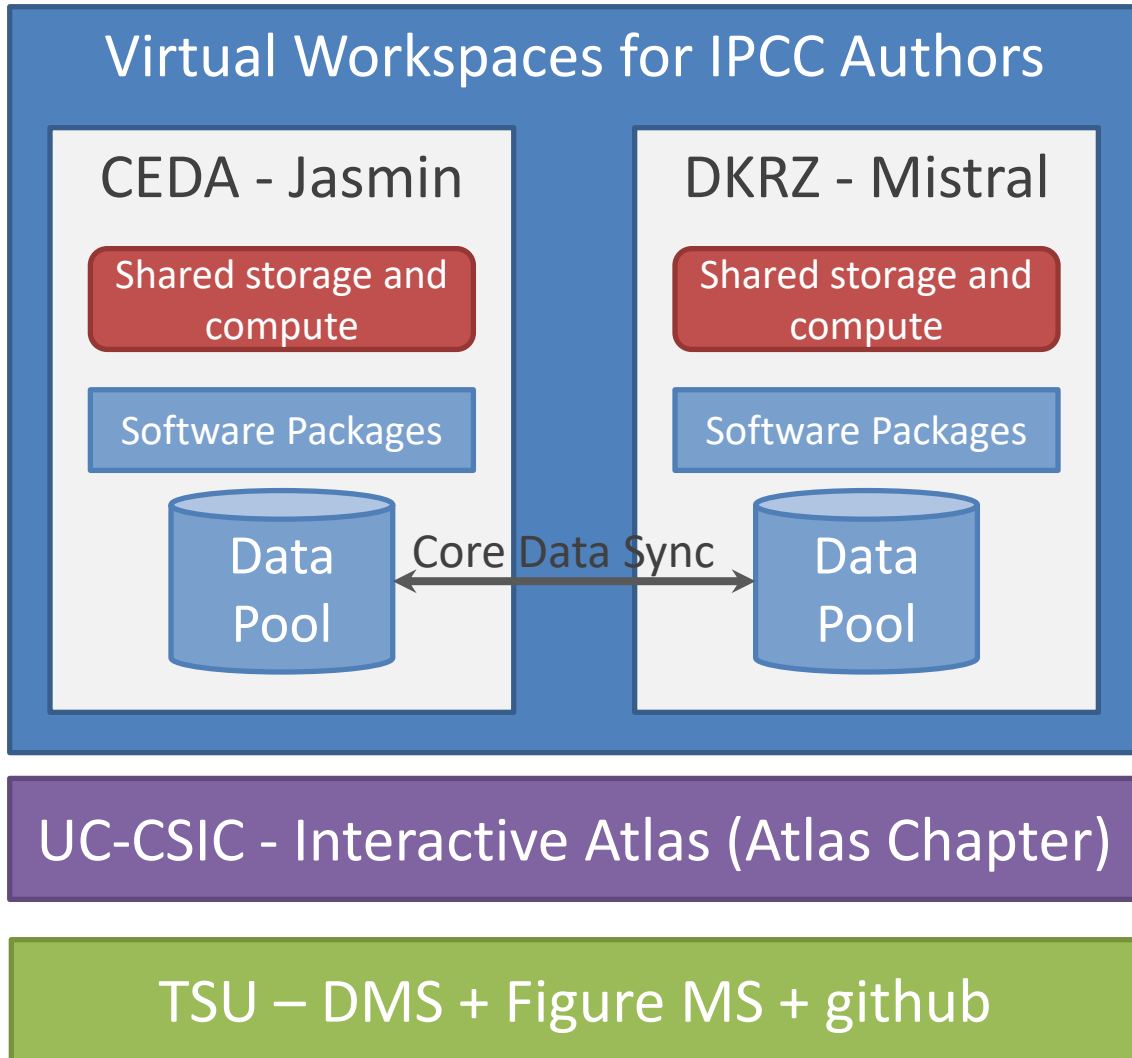 Virtual Workspaces for IPCC Authors
CEDA - Jasmin
Shared storage and
compute
Software Packages
Data
Pool
DKRZ - Mistral
Shared storage and
compute
Software Packages
Data
Pool
Core Data Sync
UC-CSIC - Interactive Atlas (Atlas Chapter)
TSU – DMS + Figure MS + github